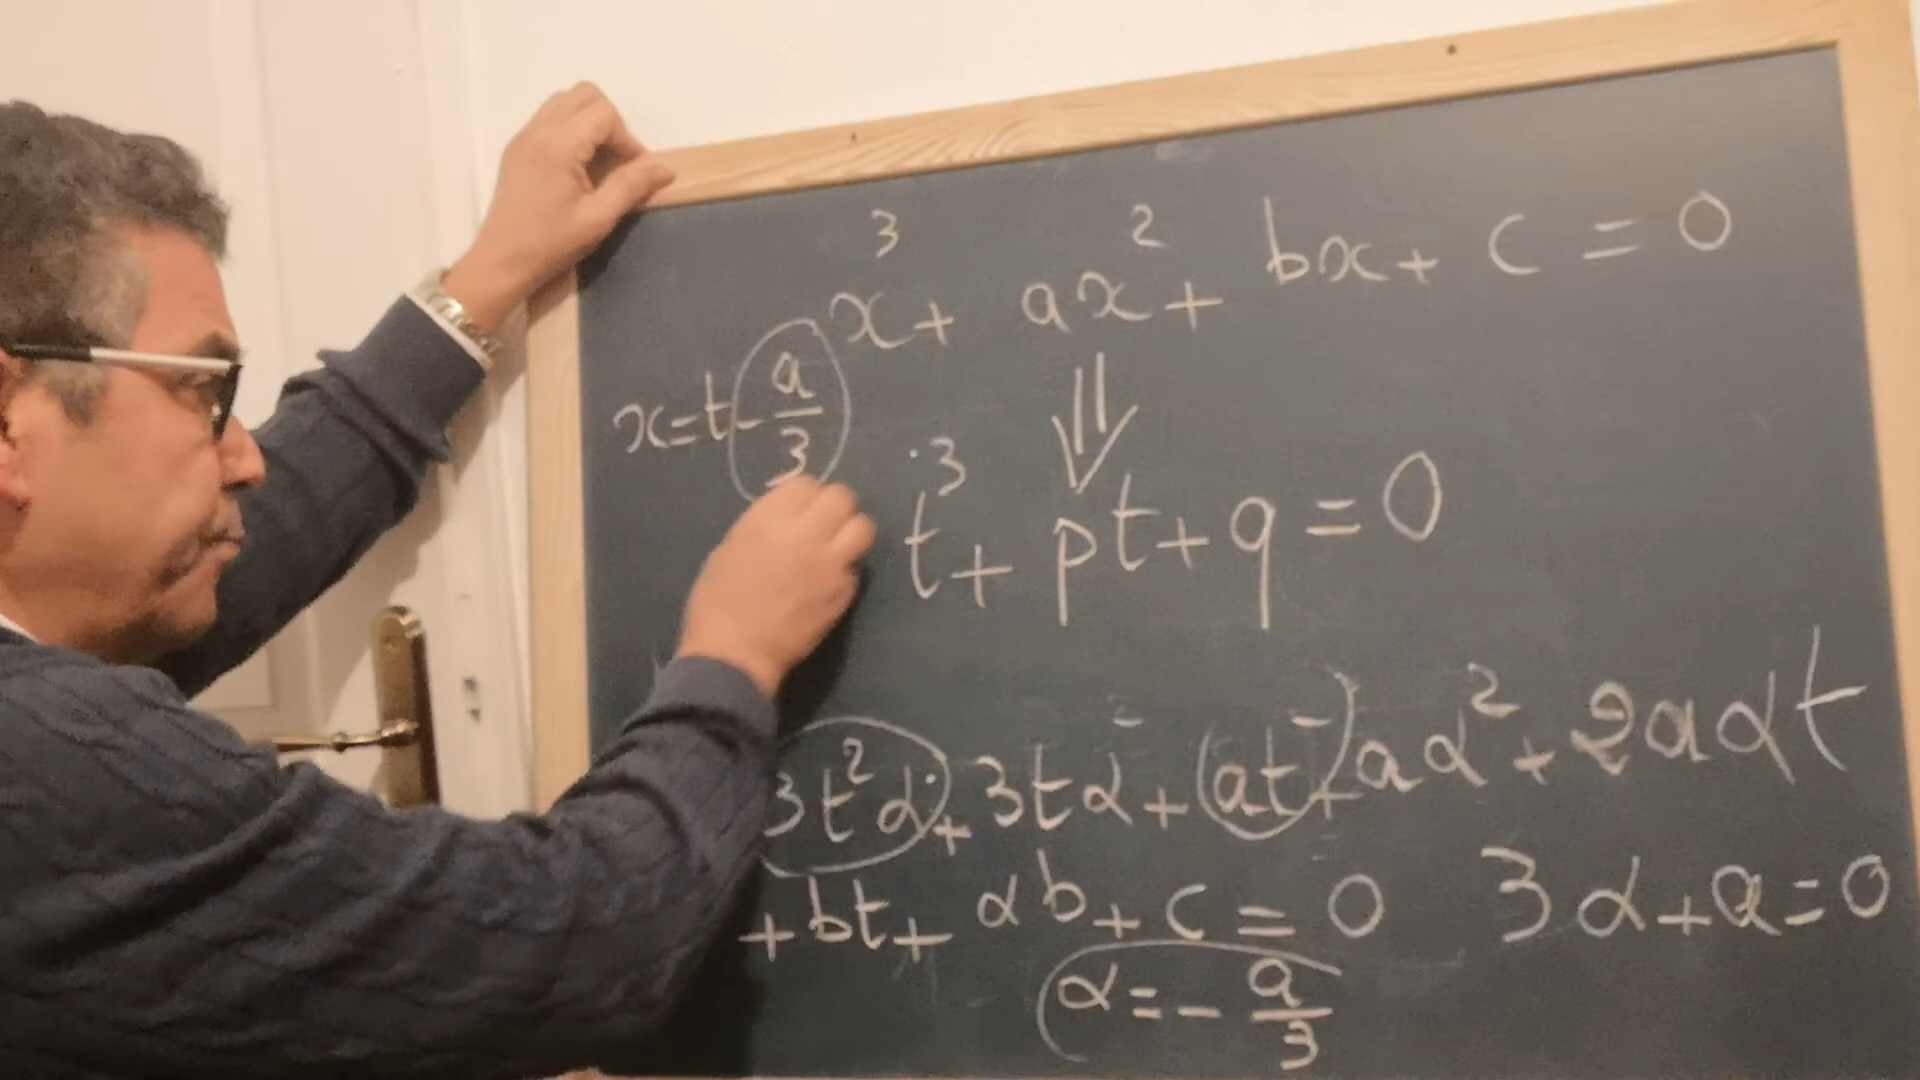 x³ + ax² + bx + c = 0
x = t - a/3
t³ + pt + q = 0
3t²α + 3tα² + at² + aα² + 2aαt
+ bt + αb + c = 0
3α + a = 0
α = - a/3